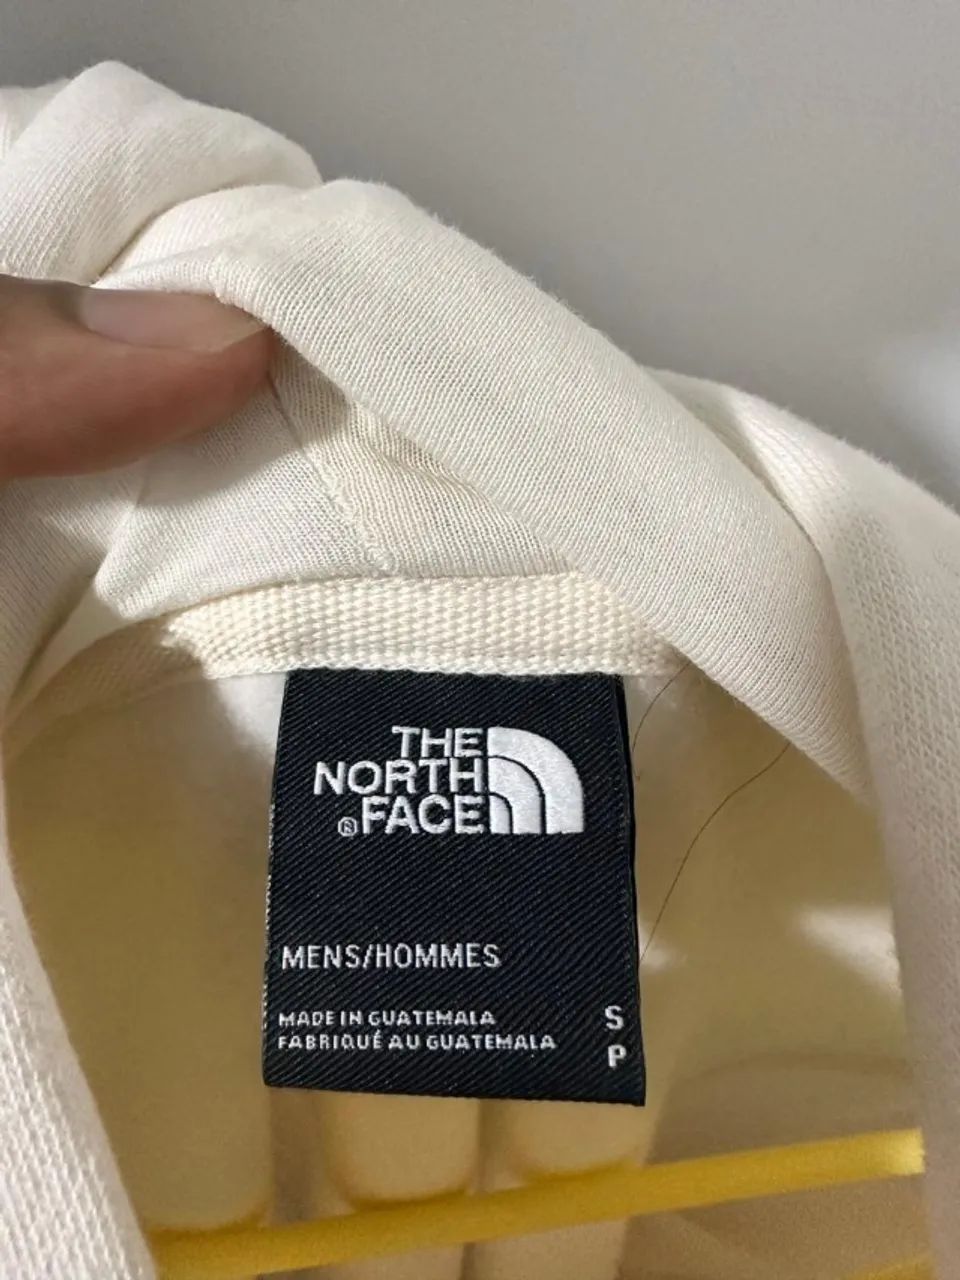 THE
NORTH
®FACE
MENS/HOMMES
MADE IN GUATEMALA S
FABRIQUÉ AU GUATEMALA P